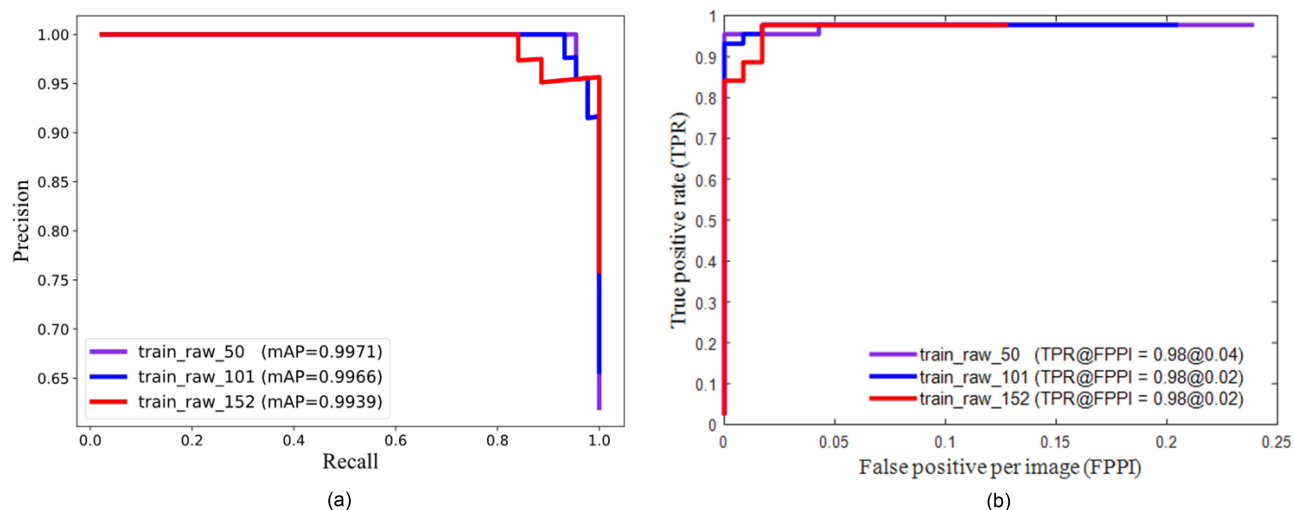 1.00
0.95
0.90
0.85
0.80
0.75
0.70
0.65
Precision
train_raw_50 (mAP=0.9971)
train_raw_101 (mAP=0.9966)
train_raw_152 (mAP=0.9939)
0.0 0.2 0.4 0.6 0.8 1.0
Recall
(a)
1
0.9
0.8
0.7
0.6
0.5
0.4
0.3
0.2
0.1
0
True positive rate (TPR)
train_raw_50 (TPR@FPPI = 0.98@0.04)
train_raw_101 (TPR@FPPI = 0.98@0.02)
train_raw_152 (TPR@FPPI = 0.98@0.02)
0 0.05 0.1 0.15 0.2 0.25
False positive per image (FPPI)
(b)